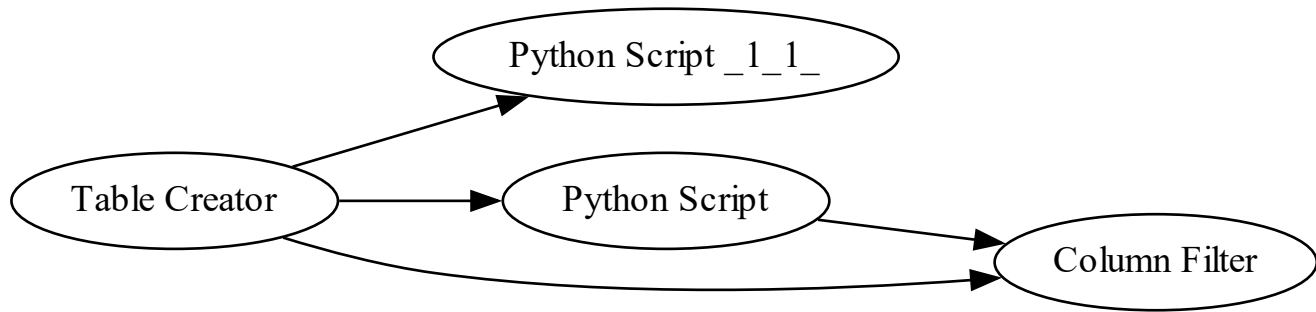 Python Script _1_1_
Table Creator
Python Script
Column Filter